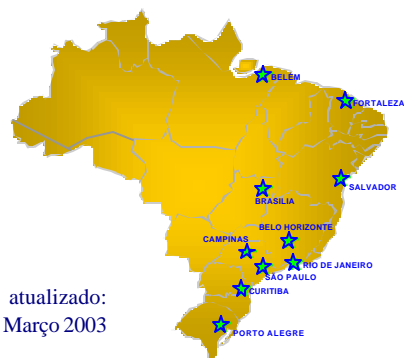 BELÉM
FORTALEZA
SALVADOR
BRASILIA
BELO HORIZONTE
CAMPINAS
RIO DE JANEIRO
SÃO PAULO
CURITIBA
atualizado:
Março 2003
PORTO ALEGRE